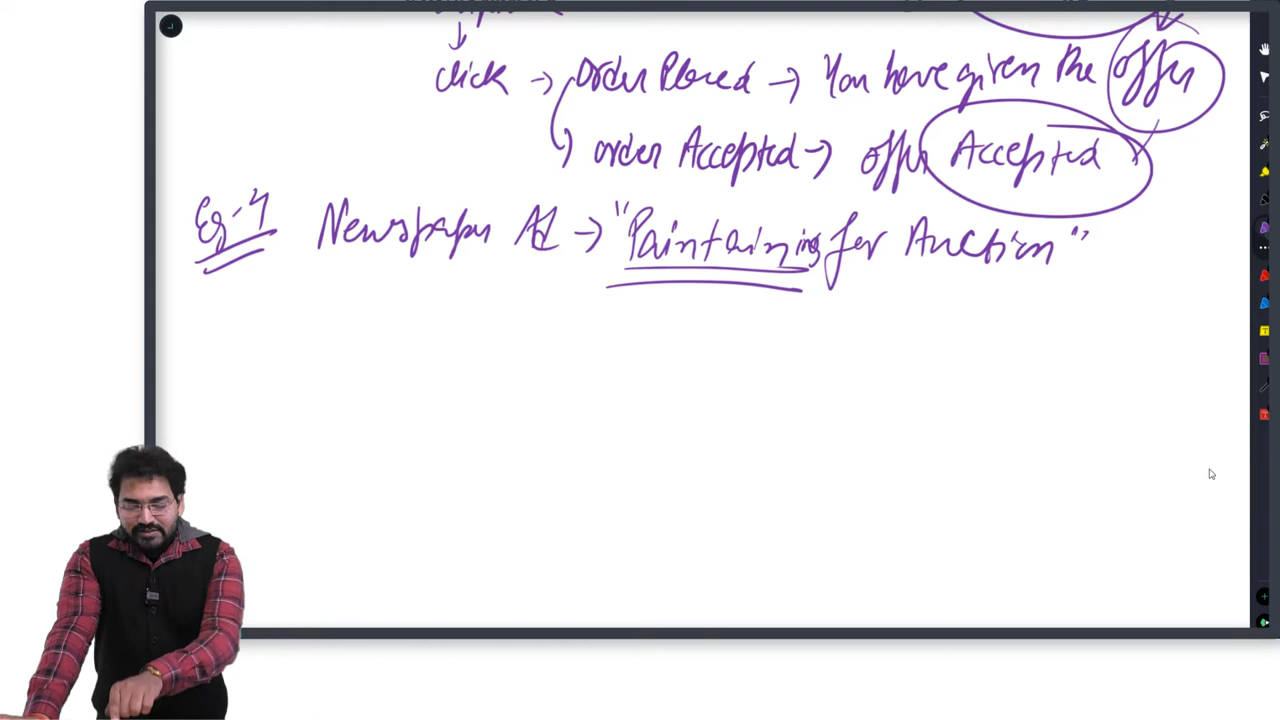 click → order Placed → You have given the offer
order Accepted → offer Accepted
Eg-4 Newspaper Ad → "Paintaining for Auction"